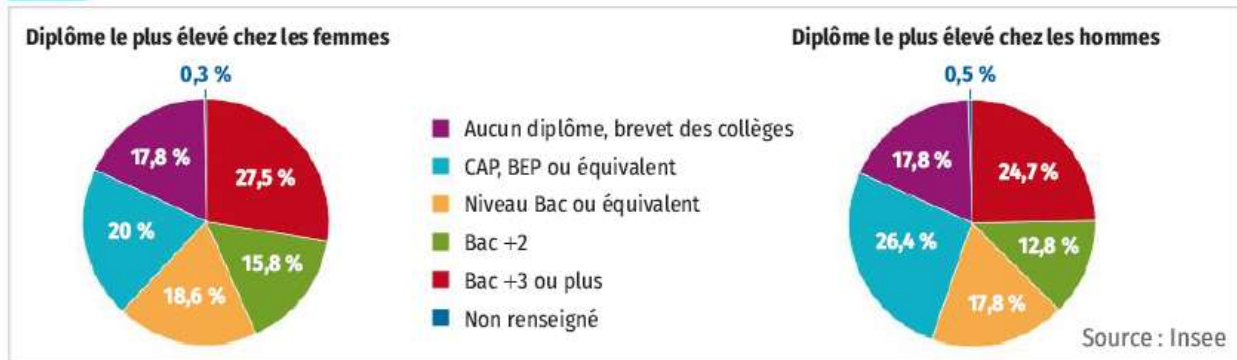 Diplôme le plus élevé chez les femmes
0,3 %
17,8 %
27,5 %
20 %
15,8 %
18,6 %
Aucun diplôme, brevet des collèges
CAP, BEP ou équivalent
Niveau Bac ou équivalent
Bac +2
Bac +3 ou plus
Non renseigné
Diplôme le plus élevé chez les hommes
0,5 %
17,8 %
24,7 %
26,4 %
12,8 %
17,8 %
Source : Insee